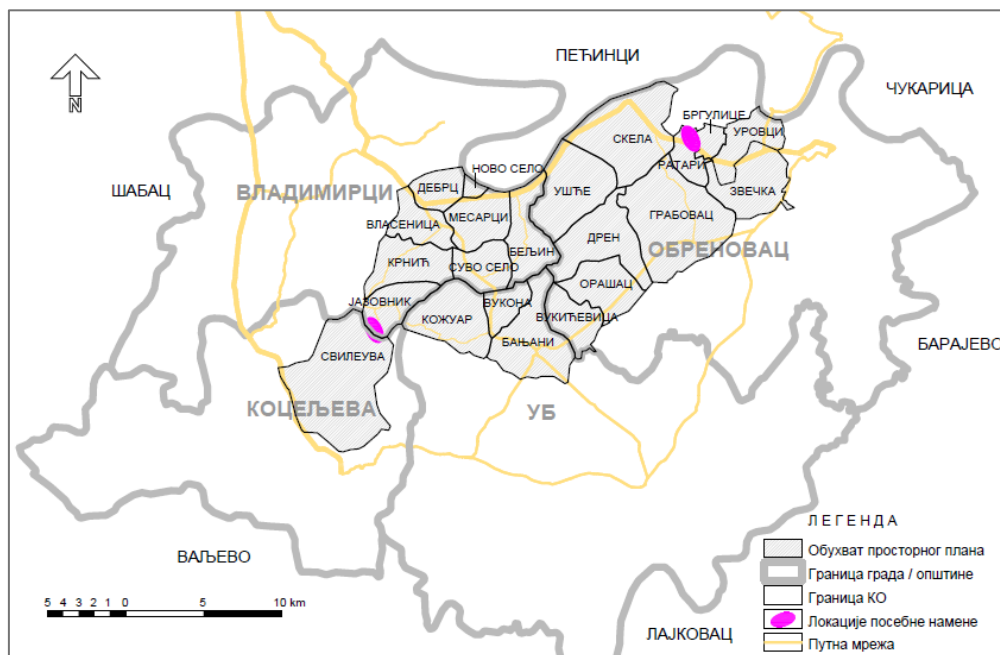 ПЕЋИНЦИ
ЧУКАРИЦА
N
БРГУЛИЦЕ
СКЕЛА
УРОВЦИ
РАТАРИ
НОВО СЕЛО
ШАБАЦ
ВЛАДИМИРЦИ
ДЕБРЦ
УШЋЕ
ЗВЕЧКА
МЕСАРЦИ
ГРАБОВАЦ
ВЛАСЕНИЦА
ДРЕН
ОБРЕНОВАЦ
БЕЉИН
КРНИЋ
СУВО СЕЛО
ОРАШАЦ
ЈАЗОВНИК
ВУКОНА
КОЖУАР
ВУКИЋЕВИЦА
БАЊАНИ
БАРАЈЕВО
СВИЛЕУВА
КОЦЕЉЕВА
УБ
ВАЉЕВО
ЛАЈКОВАЦ
5 4 3 2 1 0 5 10 km
ЛЕГЕНДА
Обухват просторног плана
Граница града / општине
Граница КО
Локације посебне намене
Путна мрежа